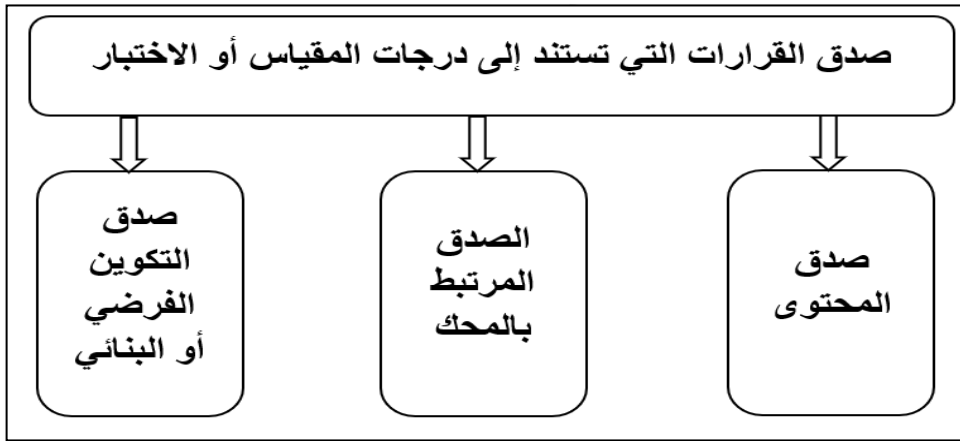 صدق القرارات التي تستند إلى درجات المقياس أو الاختبار
صدق
المحتوى
الصدق
المرتبط
بالمحك
صدق
التكوين
الفرضي
أو البنائي